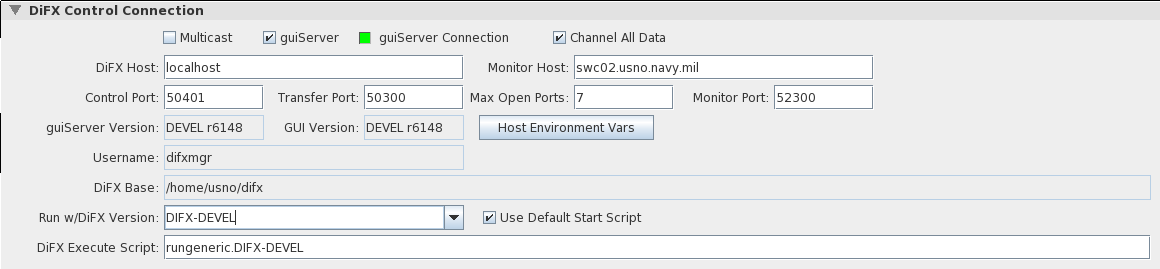 DiFX Control Connection
Multicast guiServer guiServer Connection Channel All Data
DiFX Host: localhost Monitor Host: swc02.usno.navy.mil
Control Port: 50401 Transfer Port: 50300 Max Open Ports: 7 Monitor Port: 52300
guiServer Version: DEVEL r6148 GUI Version: DEVEL r6148 Host Environment Vars
Username: difxmgr
DiFX Base: /home/usno/difx
Run w/DiFX Version: DIFX-DEVEL Use Default Start Script
DiFX Execute Script: rungeneric.DIFX-DEVEL